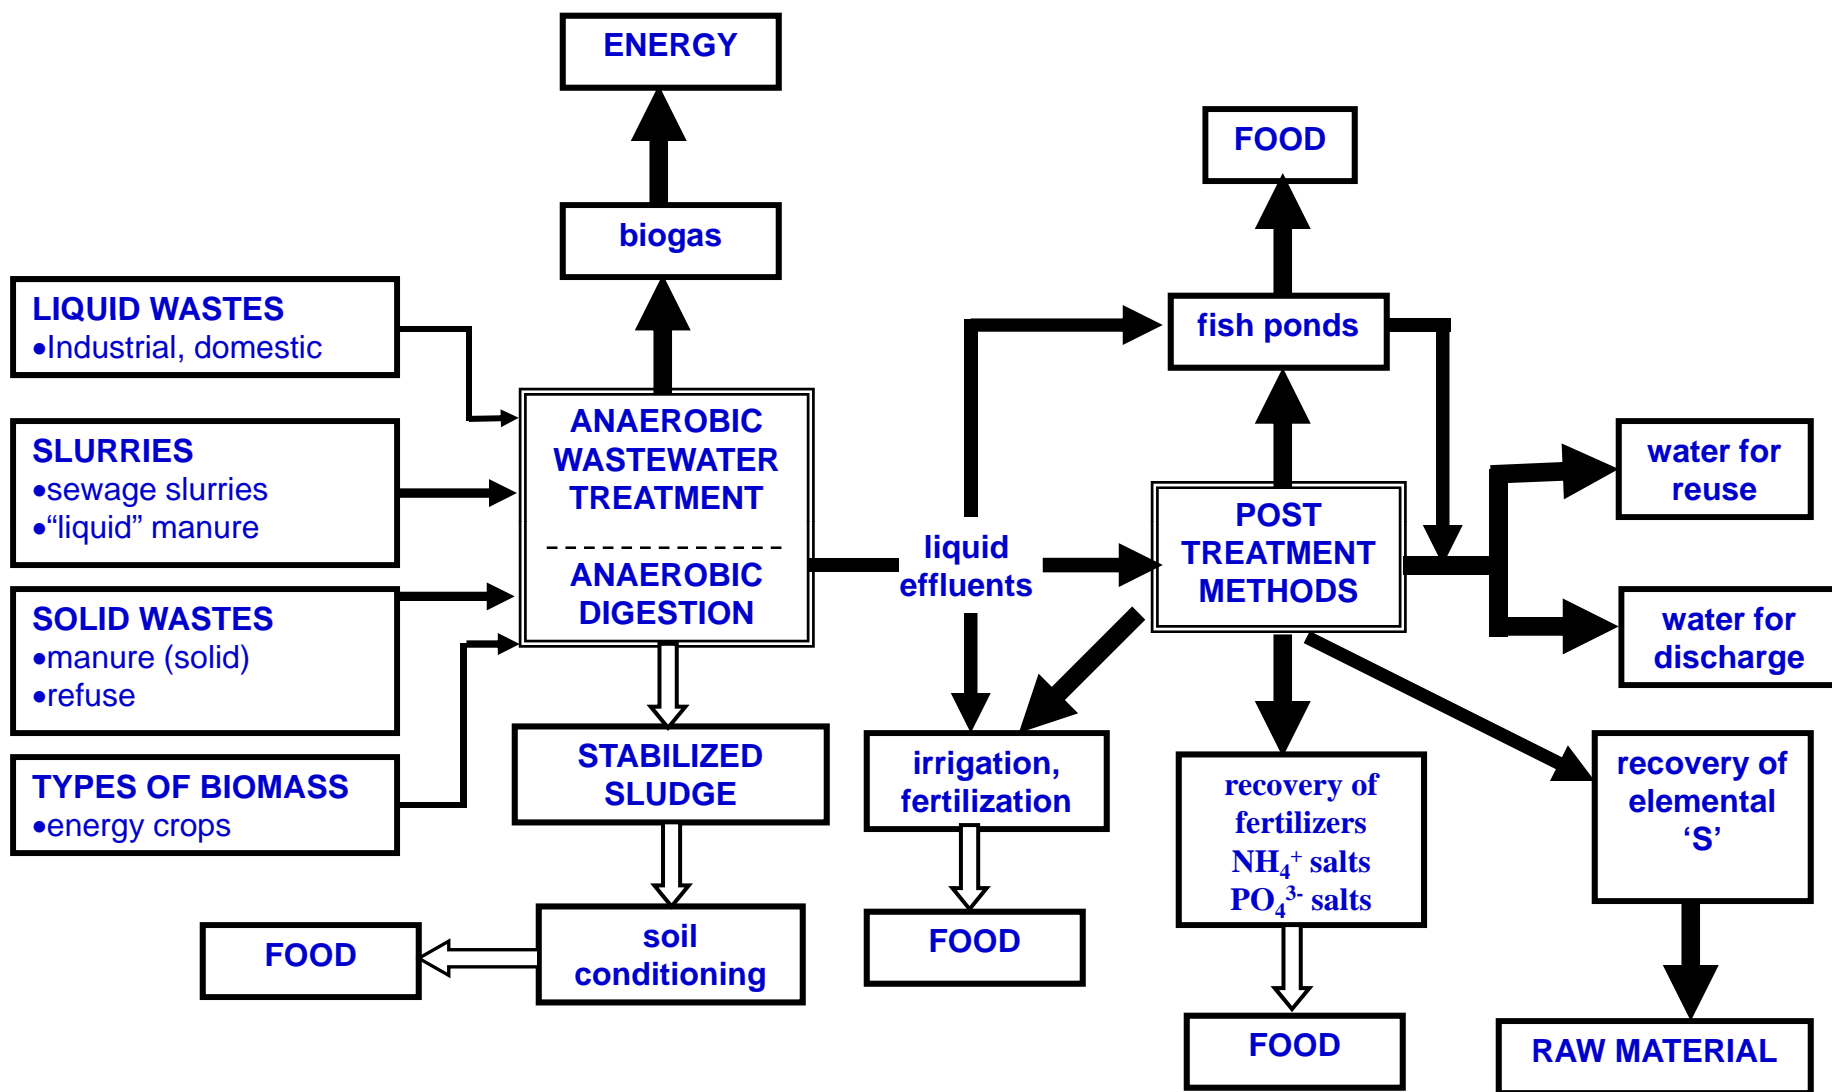 ENERGY
biogas
LIQUID WASTES
•Industrial, domestic
SLURRIES
•sewage slurries
•“liquid” manure
SOLID WASTES
•manure (solid)
•refuse
TYPES OF BIOMASS
•energy crops
ANAEROBIC
WASTEWATER
TREATMENT
ANAEROBIC
DIGESTION
STABILIZED
SLUDGE
soil
conditioning
FOOD
liquid
effluents
FOOD
fish ponds
POST
TREATMENT
METHODS
water for
reuse
water for
discharge
irrigation,
fertilization
FOOD
recovery of
fertilizers
NH₄⁺ salts
PO₄³⁻ salts
FOOD
recovery of
elemental
‘S’
RAW MATERIAL